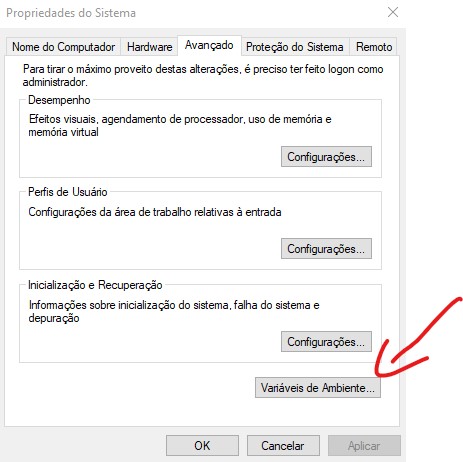 Propriedades do Sistema
Nome do Computador Hardware Avançado Proteção do Sistema Remoto
Para tirar o máximo proveito destas alterações, é preciso ter feito logon como
administrador.
Desempenho
Efeitos visuais, agendamento de processador, uso de memória e
memória virtual
Configurações...
Perfis de Usuário
Configurações da área de trabalho relativas à entrada
Configurações...
Inicialização e Recuperação
Informações sobre inicialização do sistema, falha do sistema e
depuração
Configurações...
Variáveis de Ambiente...
OK Cancelar Aplicar